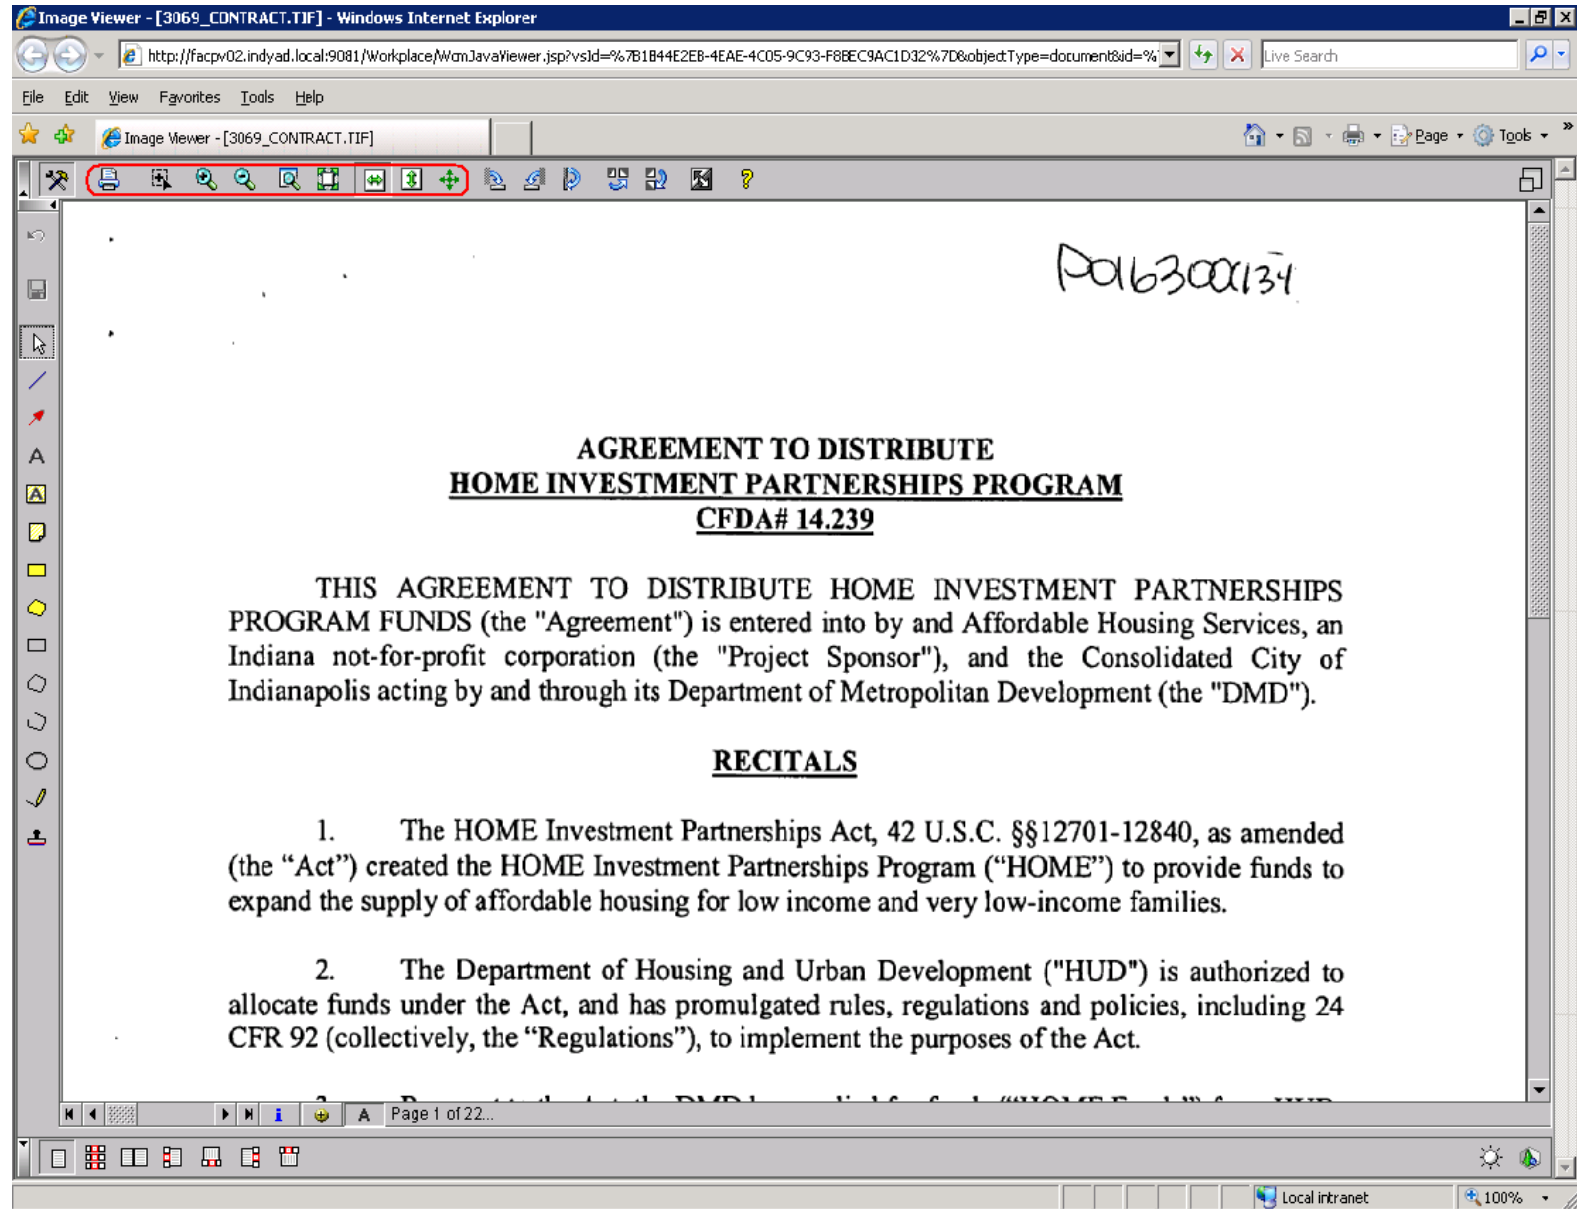 Image Viewer - [3069_CONTRACT.TIF] - Windows Internet Explorer
http://facpv02.indyad.local:9081/Workplace/WcmJavaViewer.jsp?vsId=%7B1B44E2EB-4EAE-4C05-9C93-F8BEC9AC1D32%7D&objectType=document&id=%
Live Search
File Edit View Favorites Tools Help
Image Viewer - [3069_CONTRACT.TIF]
Page Tools
AGREEMENT TO DISTRIBUTE
HOME INVESTMENT PARTNERSHIPS PROGRAM
CFDA# 14.239
THIS AGREEMENT TO DISTRIBUTE HOME INVESTMENT PARTNERSHIPS
PROGRAM FUNDS (the "Agreement") is entered into by and Affordable Housing Services, an
Indiana not-for-profit corporation (the "Project Sponsor"), and the Consolidated City of
Indianapolis acting by and through its Department of Metropolitan Development (the "DMD").
RECITALS
1. The HOME Investment Partnerships Act, 42 U.S.C. §§12701-12840, as amended
(the “Act”) created the HOME Investment Partnerships Program (“HOME”) to provide funds to
expand the supply of affordable housing for low income and very low-income families.
2. The Department of Housing and Urban Development ("HUD") is authorized to
allocate funds under the Act, and has promulgated rules, regulations and policies, including 24
CFR 92 (collectively, the “Regulations”), to implement the purposes of the Act.
Page 1 of 22...
Local intranet
100%